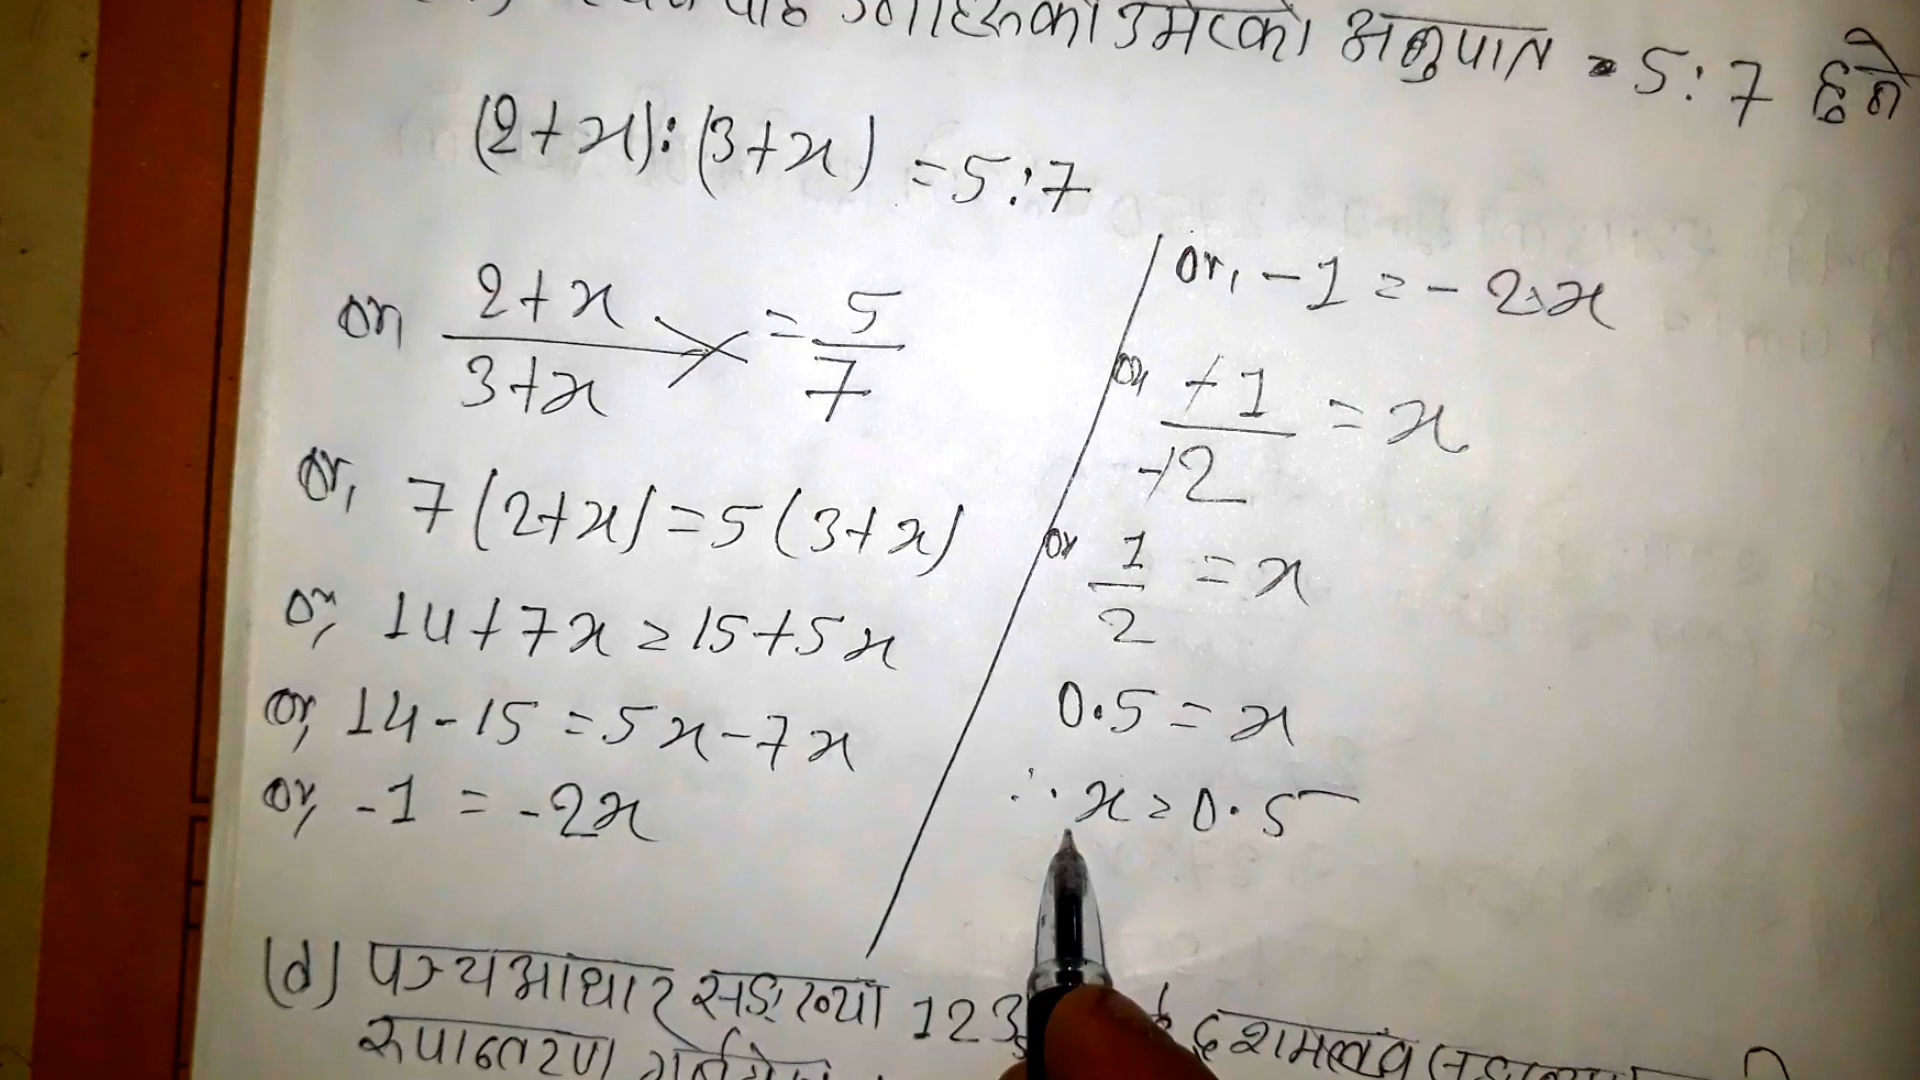 उमेरको अनुपात = 5:7 हुने
(2+x):(3+x) = 5:7
or, 2+x/3+x = 5/7
or, 7(2+x) = 5(3+x)
or, 14+7x = 15+5x
or, 14-15 = 5x-7x
or, -1 = -2x
or, -1 = -2x
or +1/+2 = x
or 1/2 = x
0.5 = x
∴ x = 0.5
(d) पञ्चआधार सङ्ख्या 123
रुपान्तरण